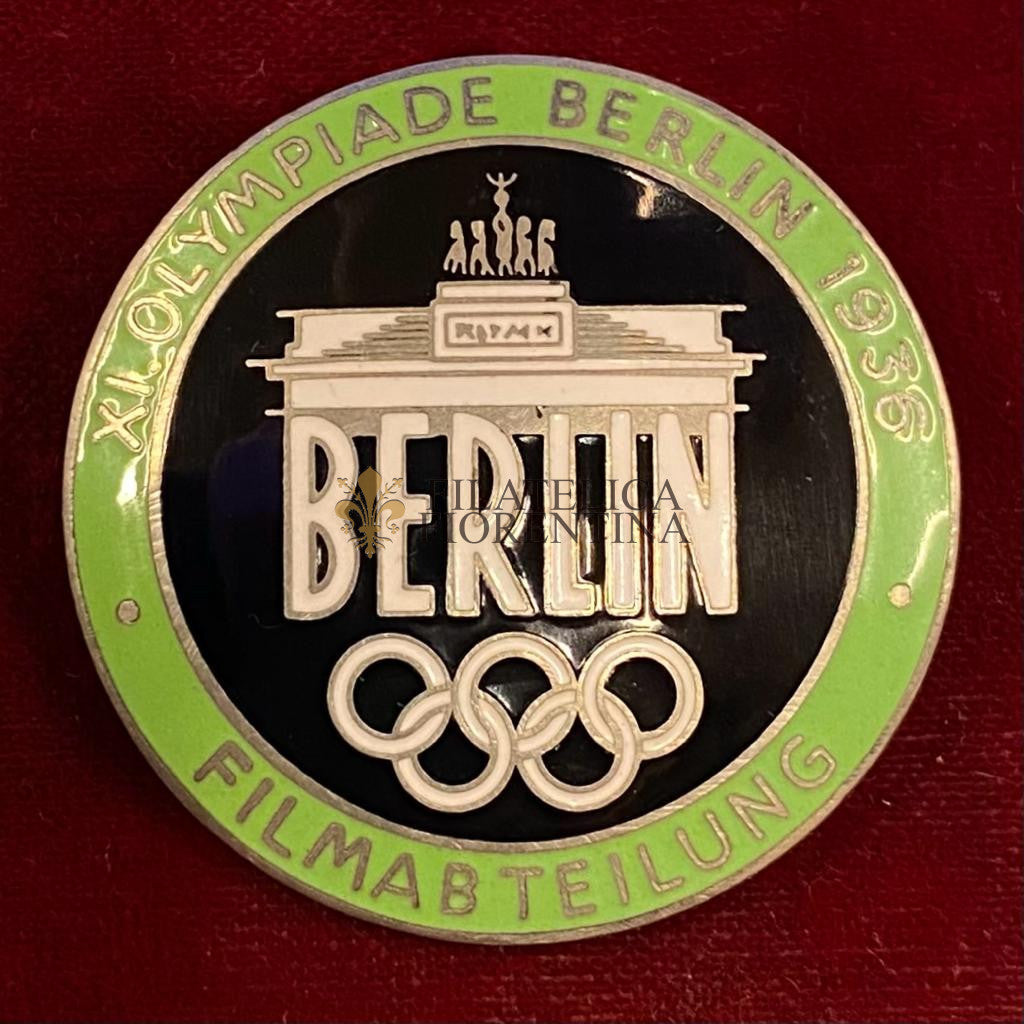 XI. OLYMPIADE BERLIN 1936
BERLIN
FILATELICA
FIORENTINA
FILMABTEILUNG